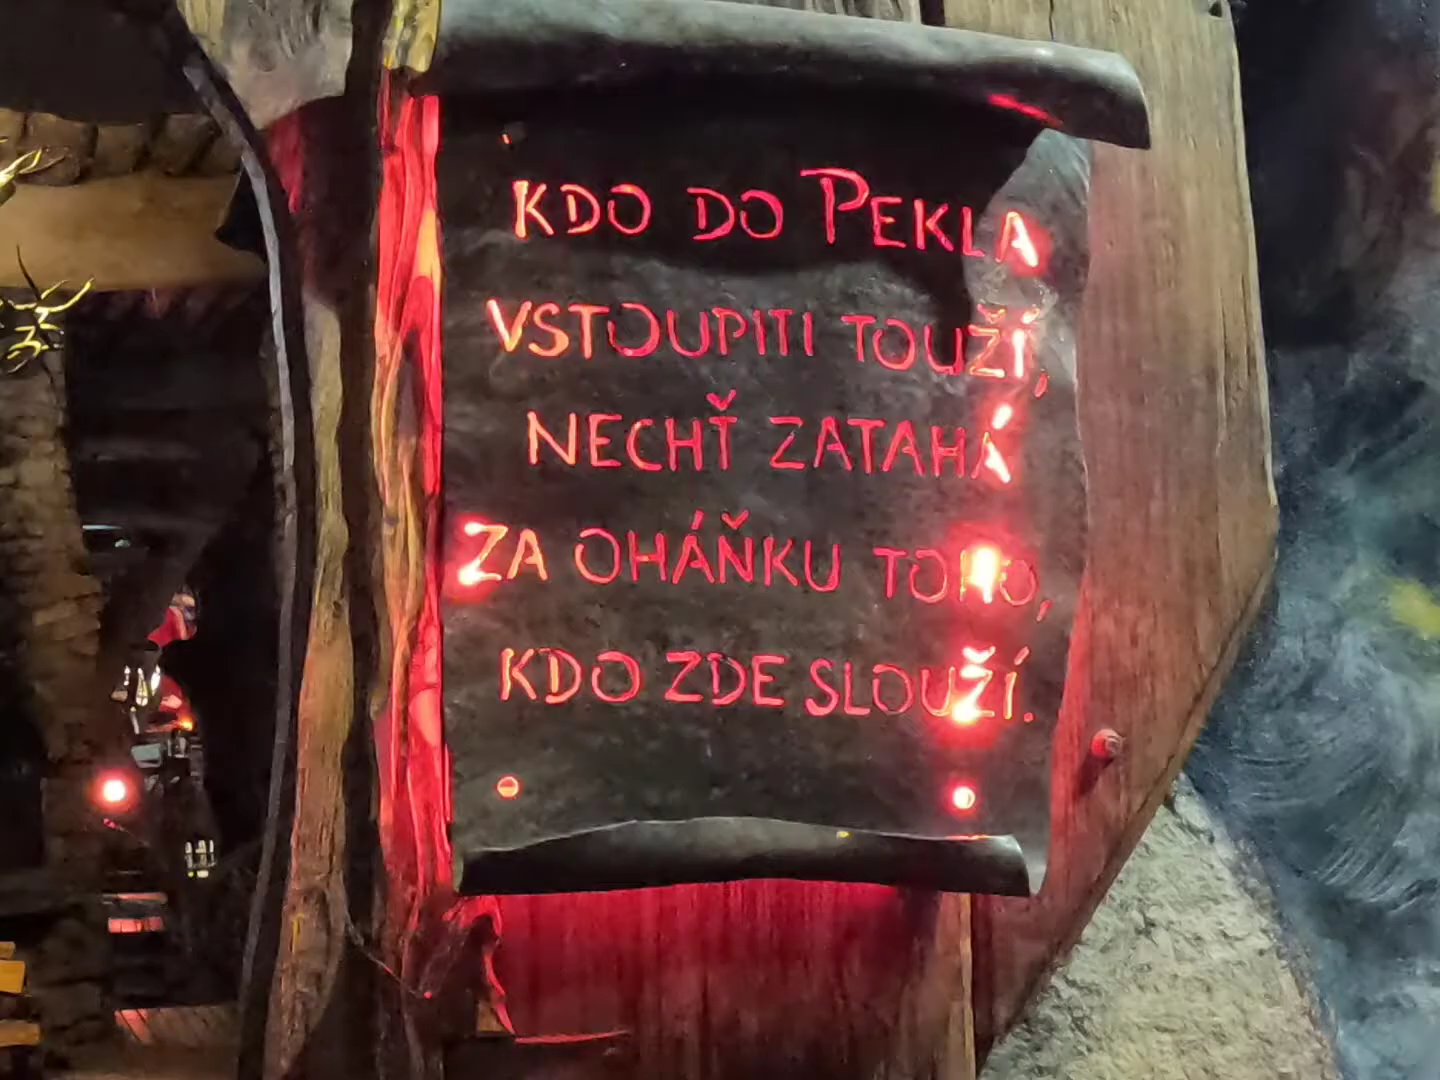 KDO DO PEKLA
VSTOUPITI TOUŽÍ,
NECHŤ ZATAHÁ
ZA OHÁŇKU TOHO,
KDO ZDE SLOUŽÍ.